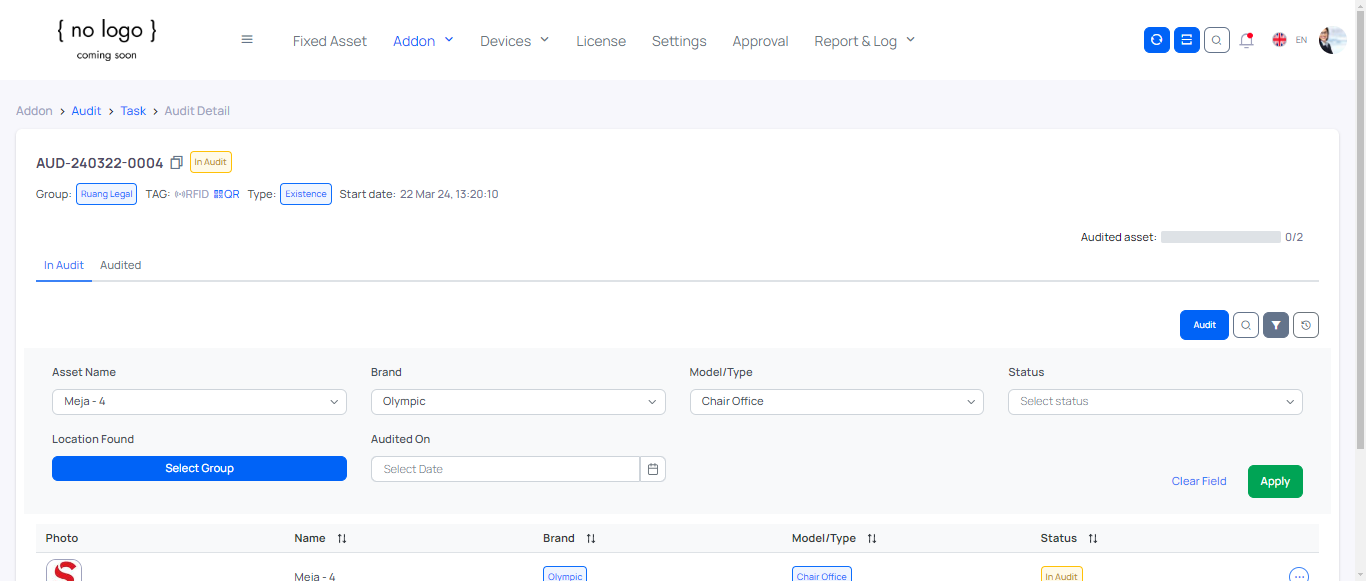 { no logo }
coming soon
Fixed Asset Addon Devices License Settings Approval Report & Log EN
Addon > Audit > Task > Audit Detail
AUD-240322-0004 In Audit
Group: Ruang Legal TAG: RFID QR Type: Existence Start date: 22 Mar 24, 13:20:10
Audited asset: 0/2
In Audit Audited
Audit
Asset Name Brand Model/Type Status
Meja - 4 Olympic Chair Office Select status
Location Found Audited On
Select Group Select Date
Clear Field Apply
Photo Name Brand Model/Type Status
S Meja - 4 Olympic Chair Office In Audit